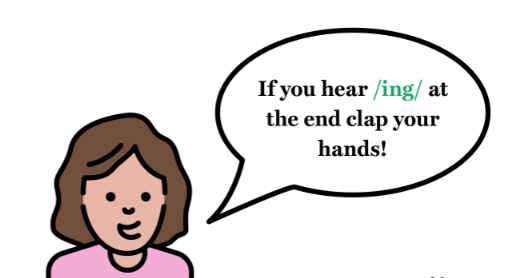 If you hear /ing/ at
the end clap your
hands!